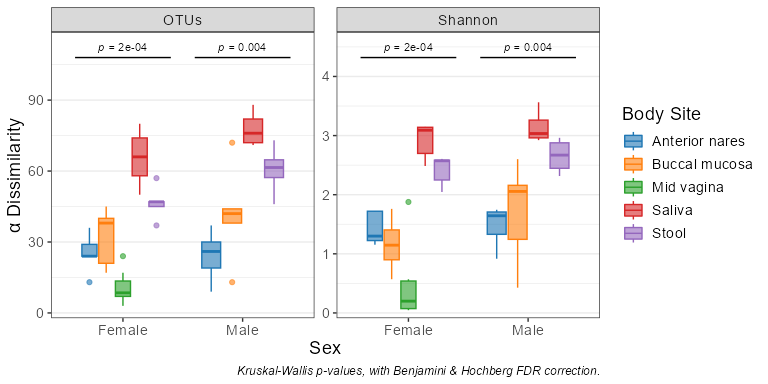 OTUs
Shannon
p = 2e-04
p = 0.004
p = 2e-04
p = 0.004
α Dissimilarity
90
60
30
0
4
3
2
1
0
Female
Male
Female
Male
Sex
Body Site
Anterior nares
Buccal mucosa
Mid vagina
Saliva
Stool
Kruskal-Wallis p-values, with Benjamini & Hochberg FDR correction.